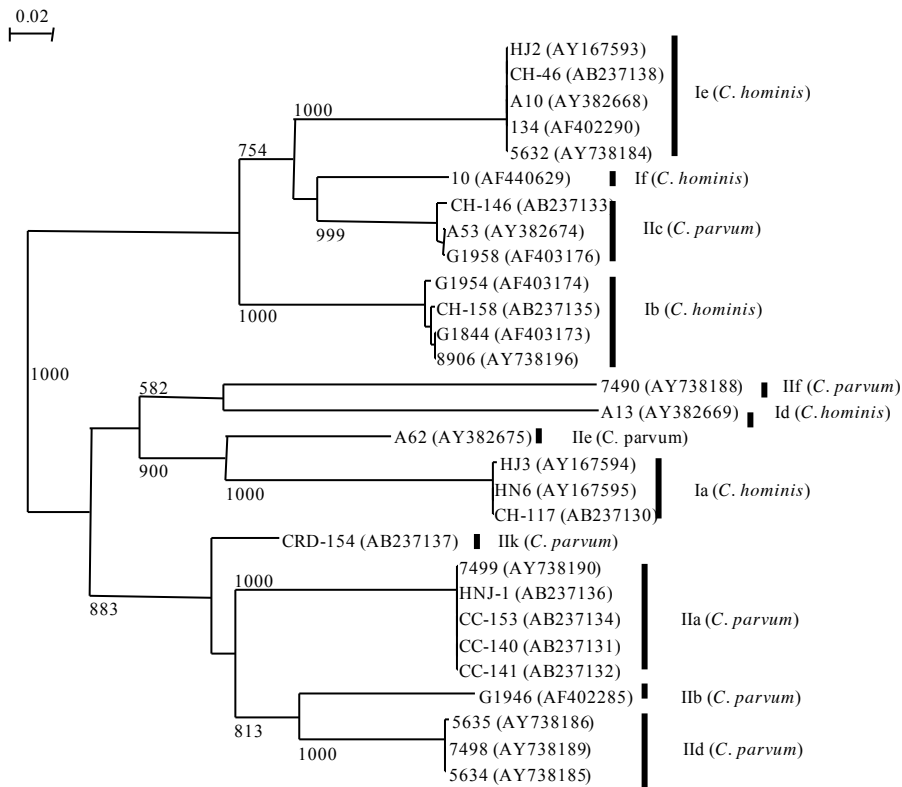 0.02
HJ2 (AY167593)
CH-46 (AB237138)
Ie (C. hominis)
1000
A10 (AY382668)
134 (AF402290)
754
5632 (AY738184)
10 (AF440629)
If (C. hominis)
CH-146 (AB237133)
999
A53 (AY382674)
IIc (C. parvum)
G1958 (AF403176)
G1954 (AF403174)
1000
CH-158 (AB237135)
Ib (C. hominis)
G1844 (AF403173)
8906 (AY738196)
1000
582
7490 (AY738188)
IIf (C. parvum)
A13 (AY382669)
Id (C. hominis)
A62 (AY382675)
IIe (C. parvum)
900
HJ3 (AY167594)
1000
HN6 (AY167595)
Ia (C. hominis)
CH-117 (AB237130)
CRD-154 (AB237137)
IIk (C. parvum)
883
7499 (AY738190)
1000
HNJ-1 (AB237136)
CC-153 (AB237134)
IIa (C. parvum)
CC-140 (AB237131)
CC-141 (AB237132)
G1946 (AF402285)
IIb (C. parvum)
813
5635 (AY738186)
1000
7498 (AY738189)
IId (C. parvum)
5634 (AY738185)